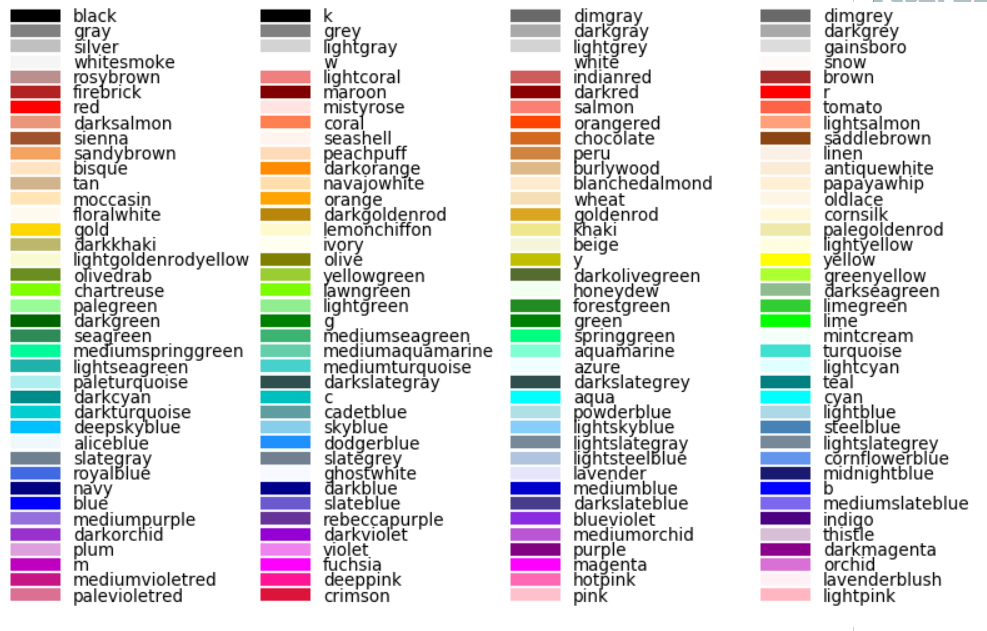 black k dimgray dimgrey
gray grey darkgray darkgrey
silver lightgray lightgrey gainsboro
whitesmoke w white snow
rosybrown lightcoral indianred brown
firebrick maroon darkred r
red mistyrose salmon tomato
darksalmon coral orangered lightsalmon
sienna seashell chocolate saddlebrown
sandybrown peachpuff peru linen
bisque darkorange burlywood antiquewhite
tan navajowhite blanchedalmond papayawhip
moccasin orange wheat oldlace
floralwhite darkgoldenrod goldenrod cornsilk
gold lemonchiffon khaki palegoldenrod
darkkhaki ivory beige lightyellow
lightgoldenrodyellow olive y yellow
olivedrab yellowgreen darkolivegreen greenyellow
chartreuse lawngreen honeydew darkseagreen
palegreen lightgreen forestgreen limegreen
darkgreen g green lime
seagreen mediumseagreen springgreen mintcream
mediumspringgreen mediumaquamarine aquamarine turquoise
lightseagreen mediumturquoise azure lightcyan
paleturquoise darkslategray darkslategrey teal
darkcyan c aqua cyan
darkturquoise cadetblue powderblue lightblue
deepskyblue skyblue lightskyblue steelblue
aliceblue dodgerblue lightslategray lightslategrey
slategray slategrey lightsteelblue cornflowerblue
royalblue ghostwhite lavender midnightblue
navy darkblue mediumblue b
blue slateblue darkslateblue mediumslateblue
mediumpurple rebeccapurple blueviolet indigo
darkorchid darkviolet mediumorchid thistle
plum violet purple darkmagenta
m fuchsia magenta orchid
mediumvioletred deeppink hotpink lavenderblush
palevioletred crimson pink lightpink